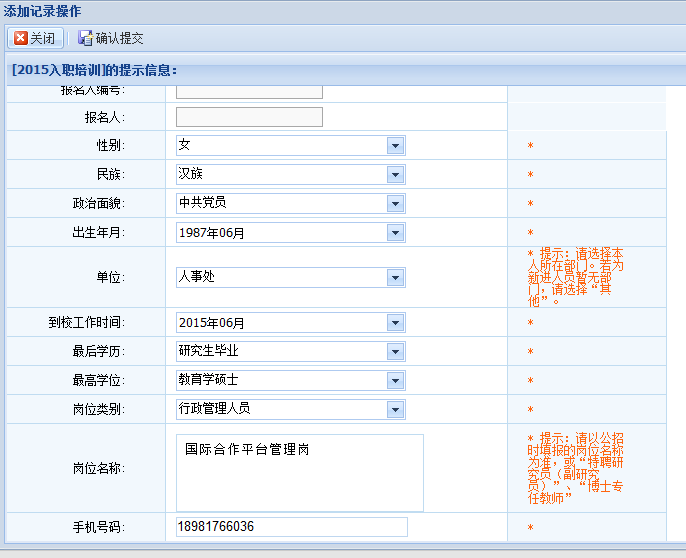 添加记录操作
关闭 确认提交
[2015入职培训]的提示信息：
报名人编号:
报名人:
性别: 女 *
民族: 汉族 *
政治面貌: 中共党员 *
出生年月: 1987年06月 *
单位: 人事处
* 提示：请选择本
人所在部门。若为
新进人员暂无部
门，请选择“其
他”。
到校工作时间: 2015年06月 *
最后学历: 研究生毕业 *
最高学位: 教育学硕士 *
岗位类别: 行政管理人员 *
岗位名称: 国际合作平台管理岗
* 提示：请以公招
时填报的岗位名称
为准，或“特聘研
究员（副研究
员）”、“博士专
任教师”
手机号码: 18981766036 *